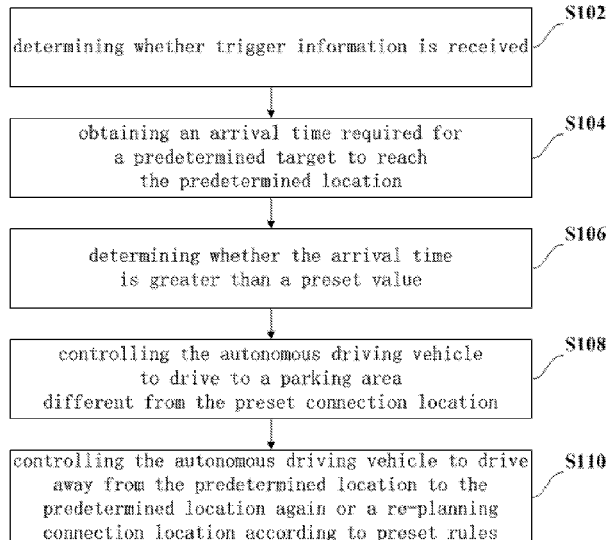 S102
determining whether trigger information is received
S104
obtaining an arrival time required for
a predetermined target to reach
the predetermined location
S106
determining whether the arrival time
is greater than a preset value
S108
controlling the autonomous driving vehicle
to drive to a parking area
different from the preset connection location
S110
controlling the autonomous driving vehicle to drive
away from the predetermined location to the
predetermined location again or a re-planning
connection location according to preset rules